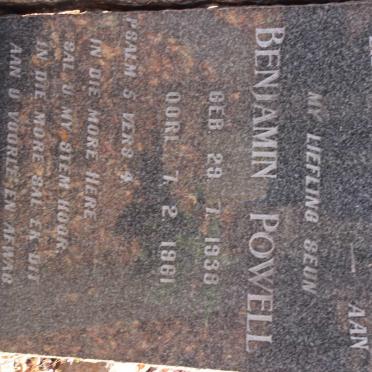 AAN
MY LIEFLING SEUN
BENJAMIN POWELL
GEB 29. 7. 1938
OORL 7. 2 1961
PSALM 5 VERS 4
IN DIE MORE HERE
SAL U MY STEM HOOR
IN DIE MORE SAL EK DIT
AAN U VOORLE EN AFWAG